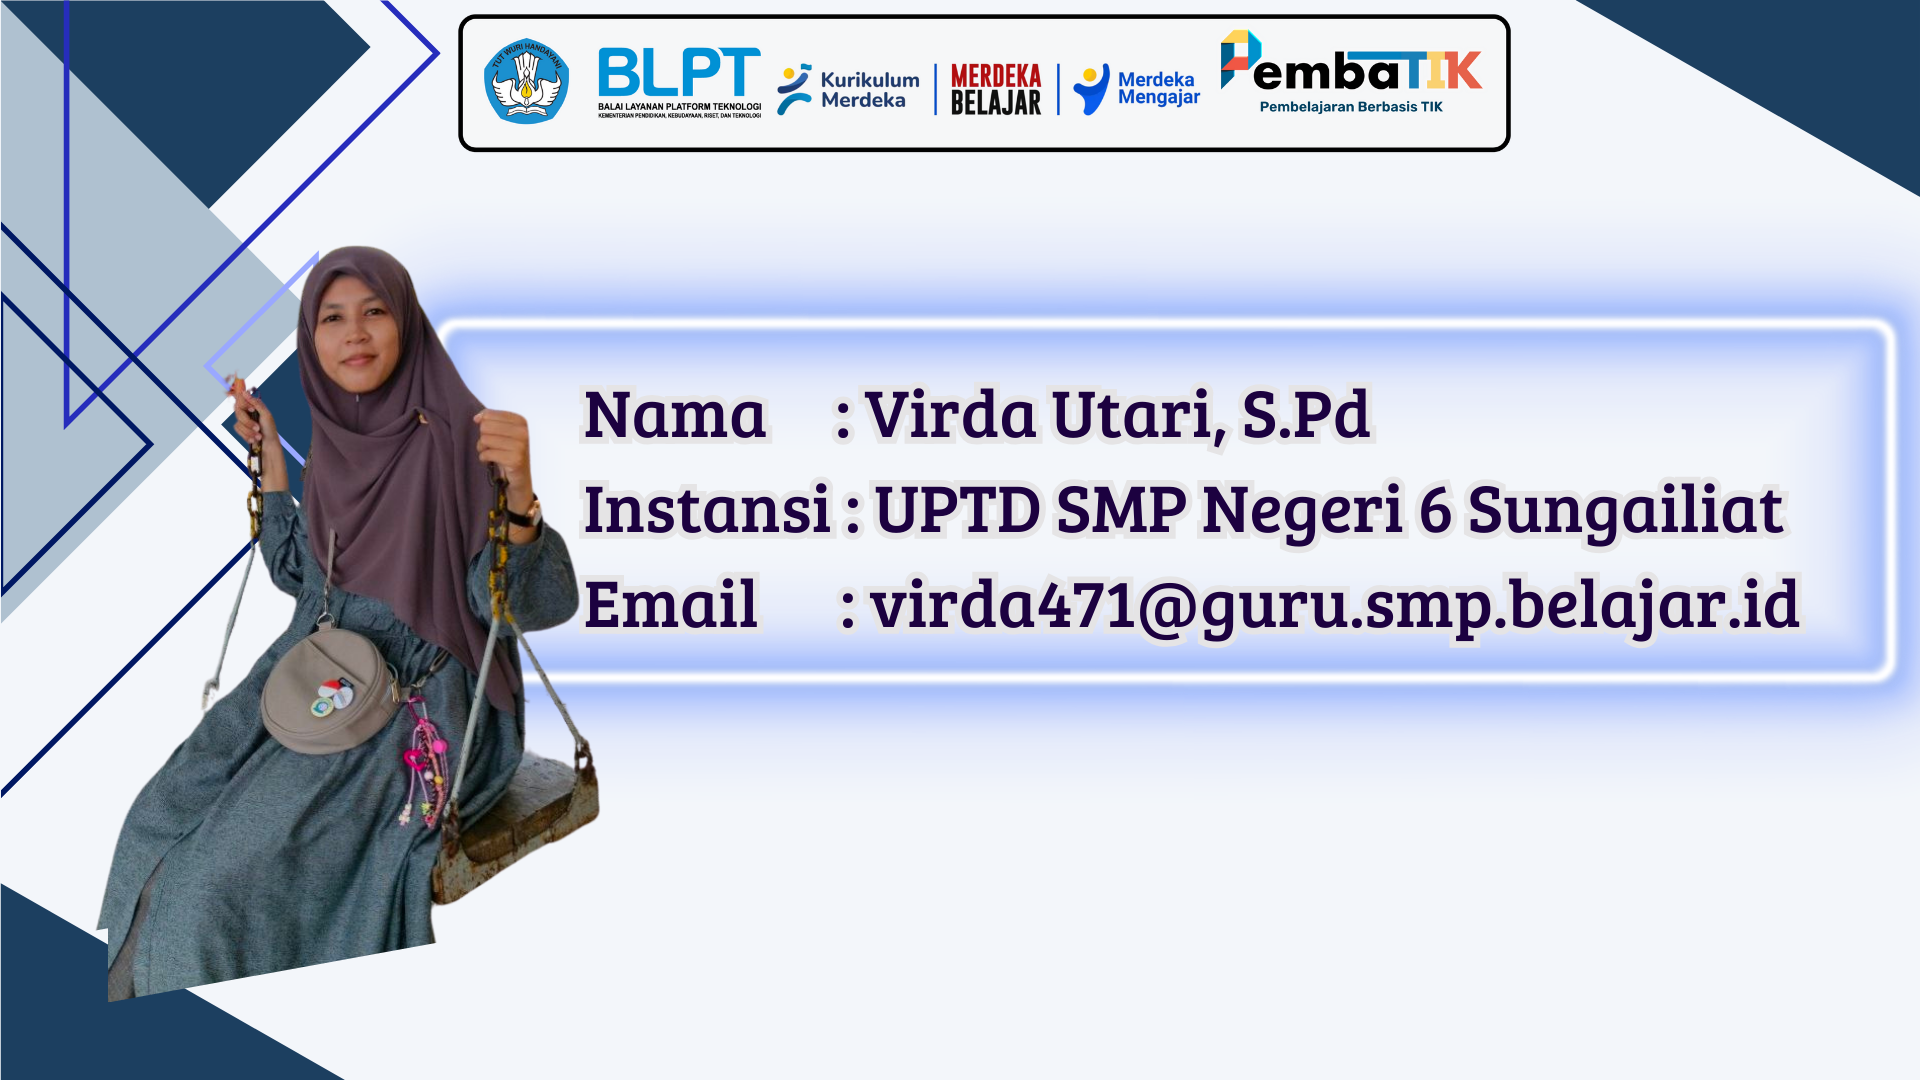 TUT WURI HANDAYANI
BLPT
BALAI LAYANAN PLATFORM TEKNOLOGI
KEMENTERIAN PENDIDIKAN, KEBUDAYAAN, RISET, DAN TEKNOLOGI
Kurikulum
Merdeka
MERDEKA
BELAJAR
Merdeka
Mengajar
PembaTIK
Pembelajaran Berbasis TIK
Nama : Virda Utari, S.Pd
Instansi : UPTD SMP Negeri 6 Sungailiat
Email : virda471@guru.smp.belajar.id